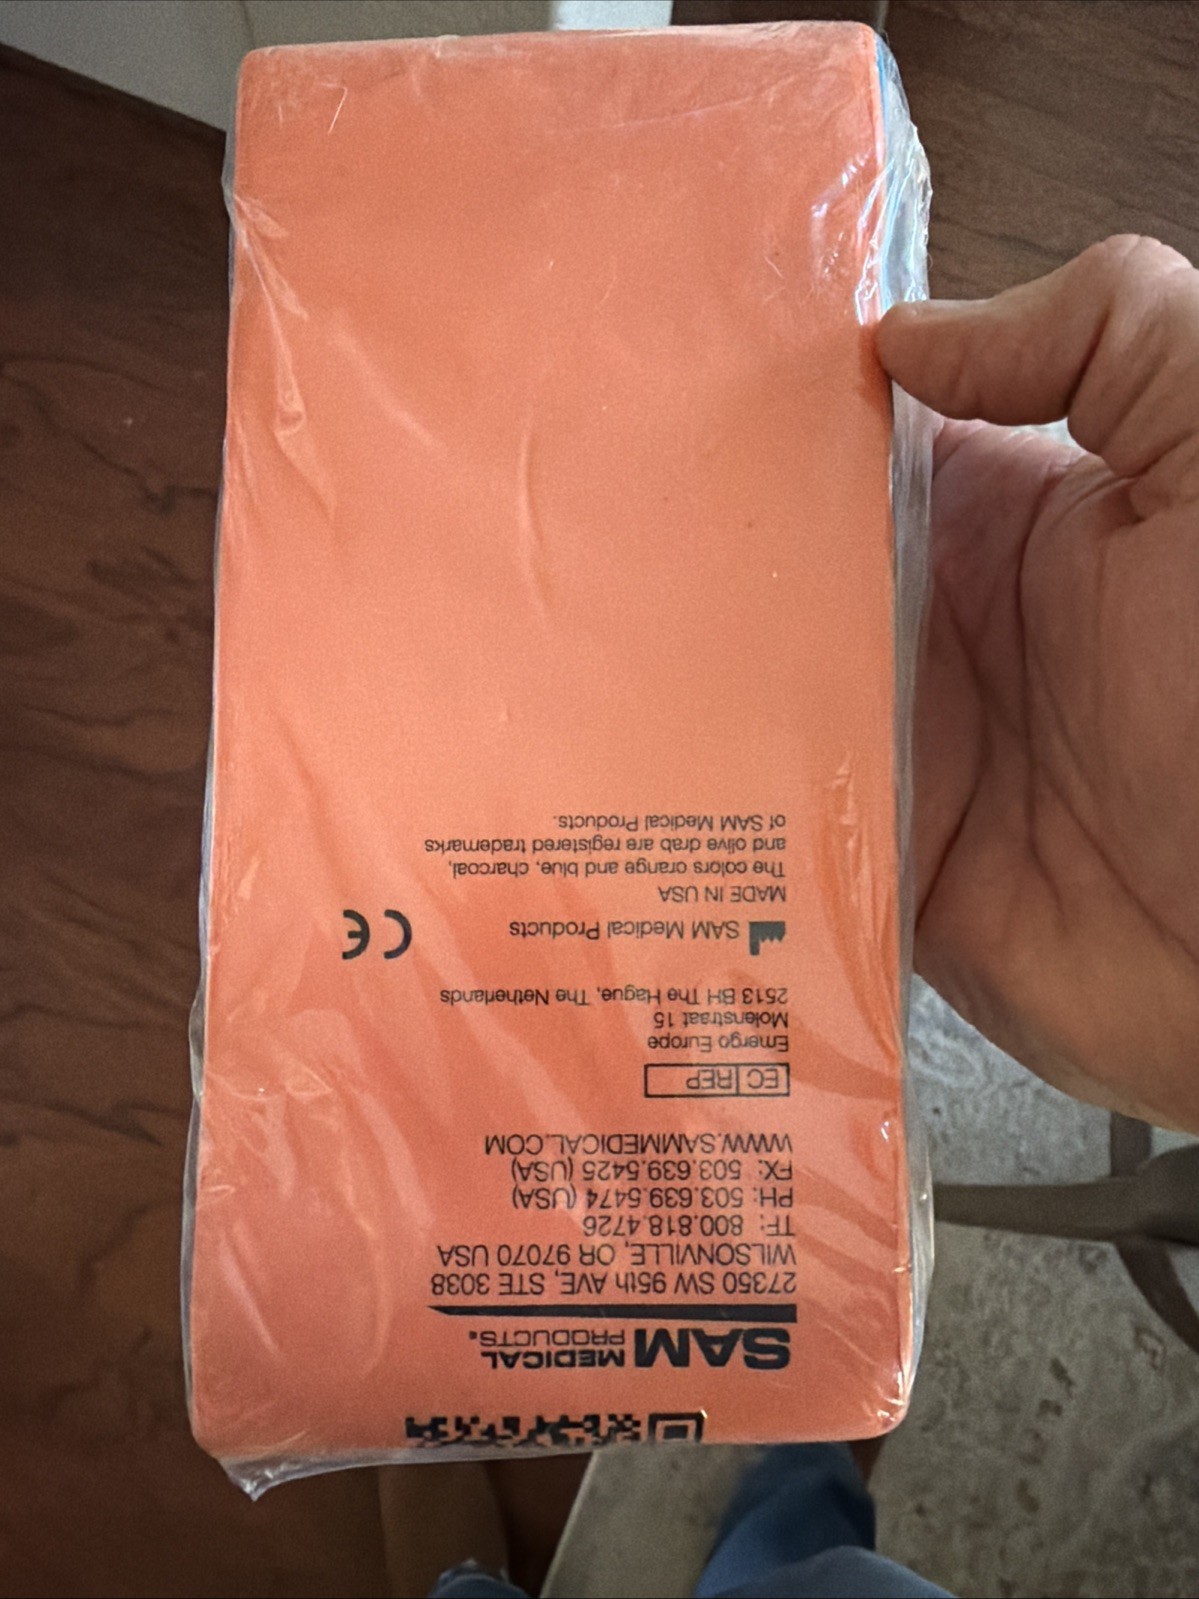 SAM MEDICAL
PRODUCTS®
27350 SW 95th AVE, STE 3038
WILSONVILLE, OR 97070 USA
TF: 800.818.4726
PH: 503.639.5474 (USA)
FX: 503.639.5425 (USA)
WWW.SAMMEDICAL.COM
EC REP
Emergo Europe
Molenstraat 15
2513 BH The Hague, The Netherlands
SAM Medical Products
CE
MADE IN USA
The colors orange and blue, charcoal,
and olive drab are registered trademarks
of SAM Medical Products.